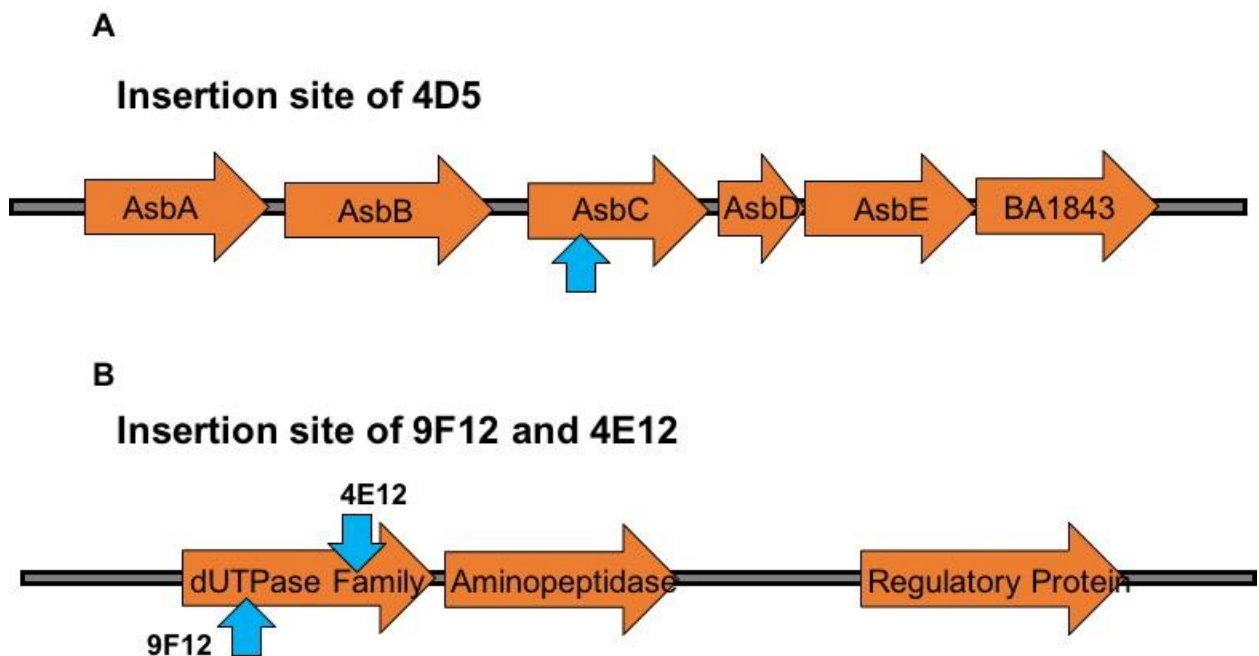 A
Insertion site of 4D5
AsbA AsbB AsbC AsbD AsbE BA1843
B
Insertion site of 9F12 and 4E12
4E12
dUTPase Family Aminopeptidase Regulatory Protein
9F12